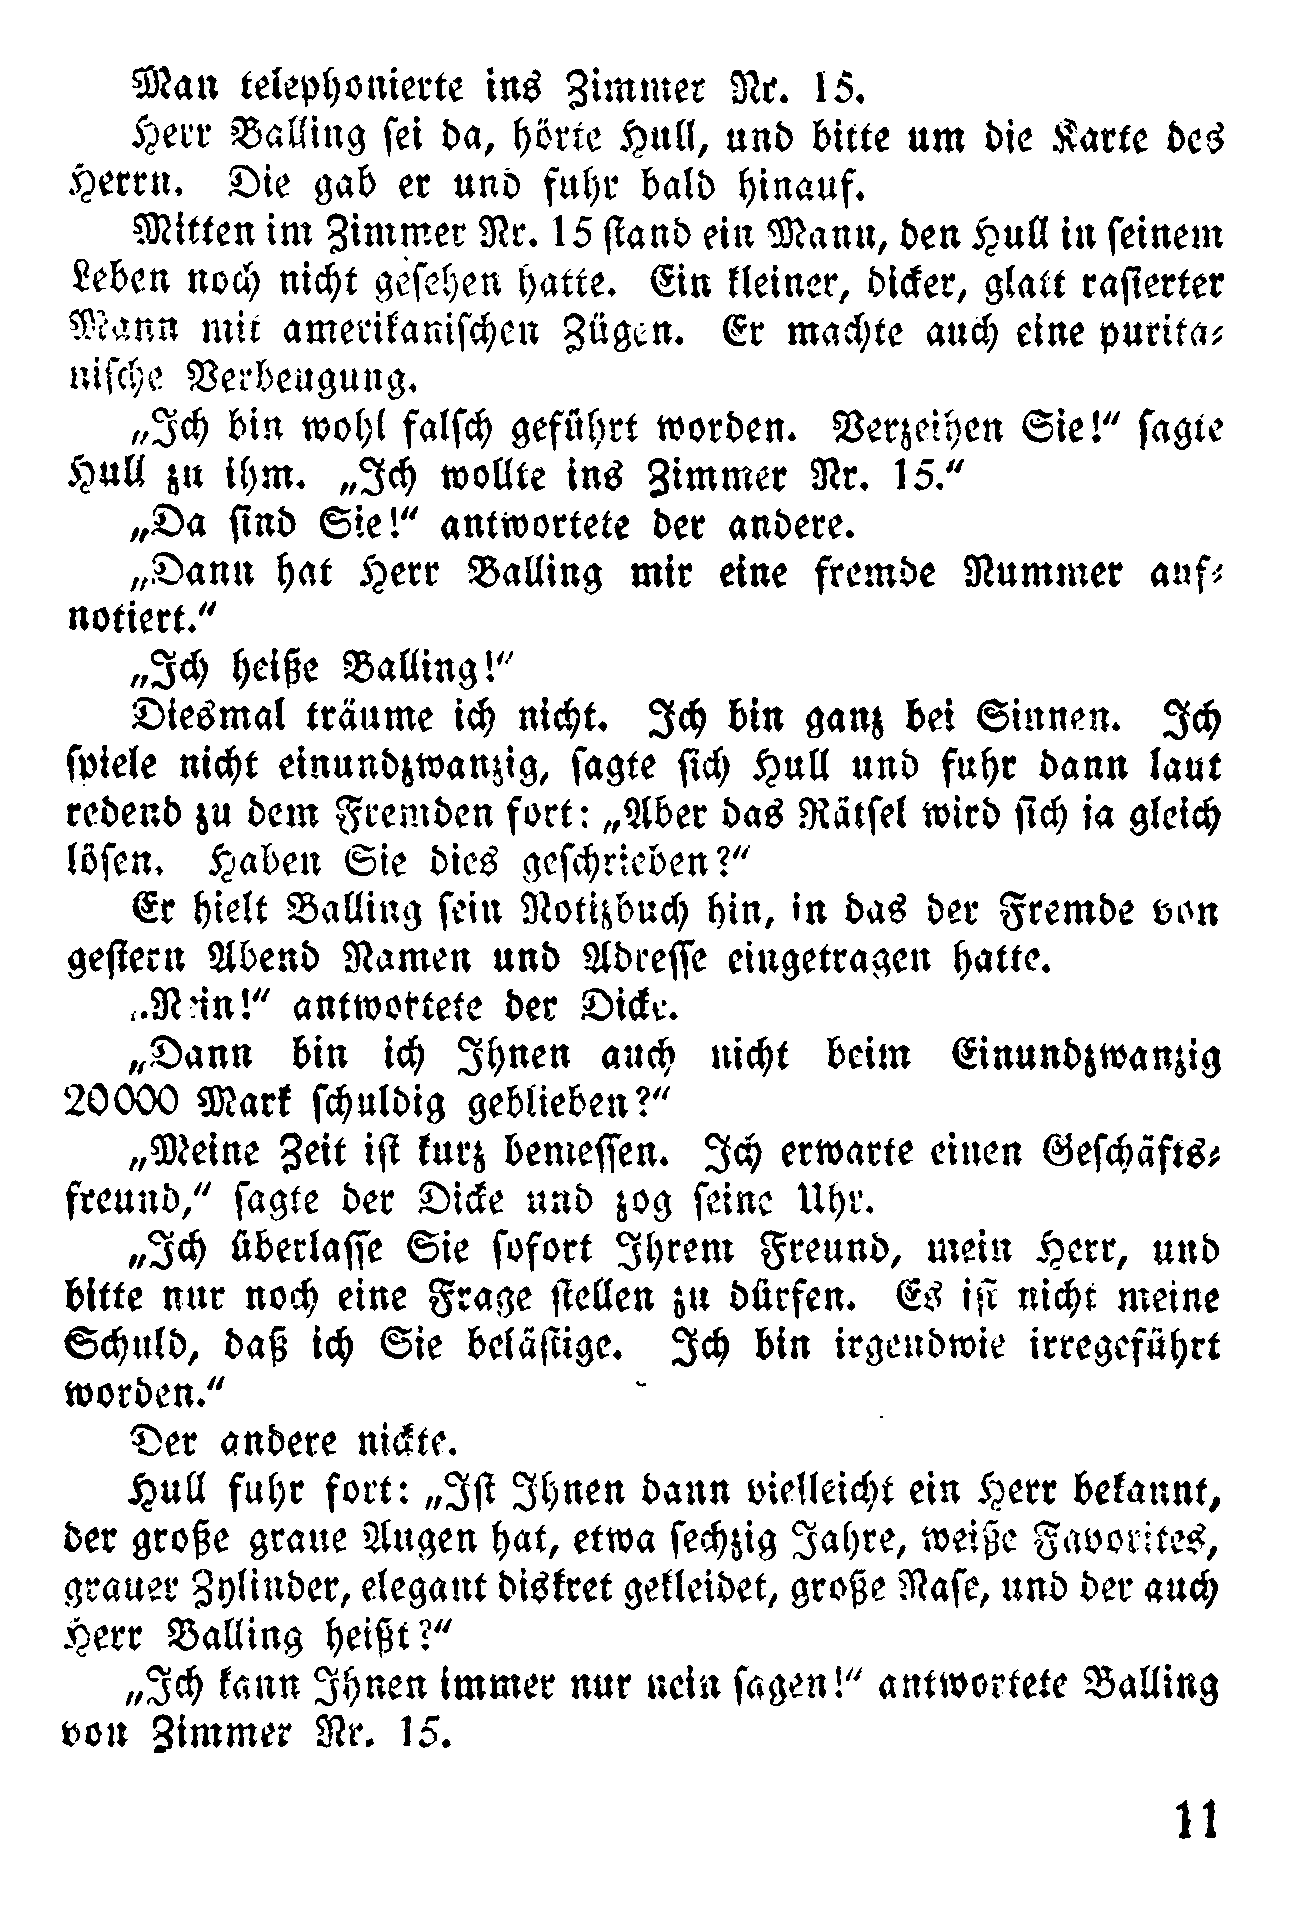 Man telephonierte ins Zimmer Nr. 15.
Herr Balling sei da, hörte Hull, und bitte um die Karte des
Herrn. Die gab er und fuhr bald hinauf.
Mitten im Zimmer Nr. 15 stand ein Mann, den Hull in seinem
Leben noch nicht gesehen hatte. Ein kleiner, dicker, glatt rasierter
Mann mit amerikanischen Zügen. Er machte auch eine purita-
nische Verbeugung.
„Ich bin wohl falsch geführt worden. Verzeihen Sie!“ sagte
Hull zu ihm. „Ich wollte ins Zimmer Nr. 15.“
„Da sind Sie!“ antwortete der andere.
„Dann hat Herr Balling mir eine fremde Nummer auf-
notiert.“
„Ich heiße Balling!“
Diesmal träume ich nicht. Ich bin ganz bei Sinnen. Ich
spiele nicht einundzwanzig, sagte sich Hull und fuhr dann laut
redend zu dem Fremden fort: „Aber das Rätsel wird sich ja gleich
lösen. Haben Sie dies geschrieben?“
Er hielt Balling sein Notizbuch hin, in das der Fremde von
gestern Abend Namen und Adresse eingetragen hatte.
„Nein!“ antwortete der Dicke.
„Dann bin ich Ihnen auch nicht beim Einundzwanzig
20000 Mark schuldig geblieben?“
„Meine Zeit ist kurz bemessen. Ich erwarte einen Geschäfts-
freund,“ sagte der Dicke und zog seine Uhr.
„Ich überlasse Sie sofort Ihrem Freund, mein Herr, und
bitte nur noch eine Frage stellen zu dürfen. Es ist nicht meine
Schuld, daß ich Sie belästige. Ich bin irgendwie irregeführt
worden.“
Der andere nickte.
Hull fuhr fort: „Ist Ihnen dann vielleicht ein Herr bekannt,
der große graue Augen hat, etwa sechzig Jahre, weiße Favorites,
grauer Zylinder, elegant diskret gekleidet, große Nase, und der auch
Herr Balling heißt?“
„Ich kann Ihnen immer nur nein sagen!“ antwortete Balling
von Zimmer Nr. 15.
11